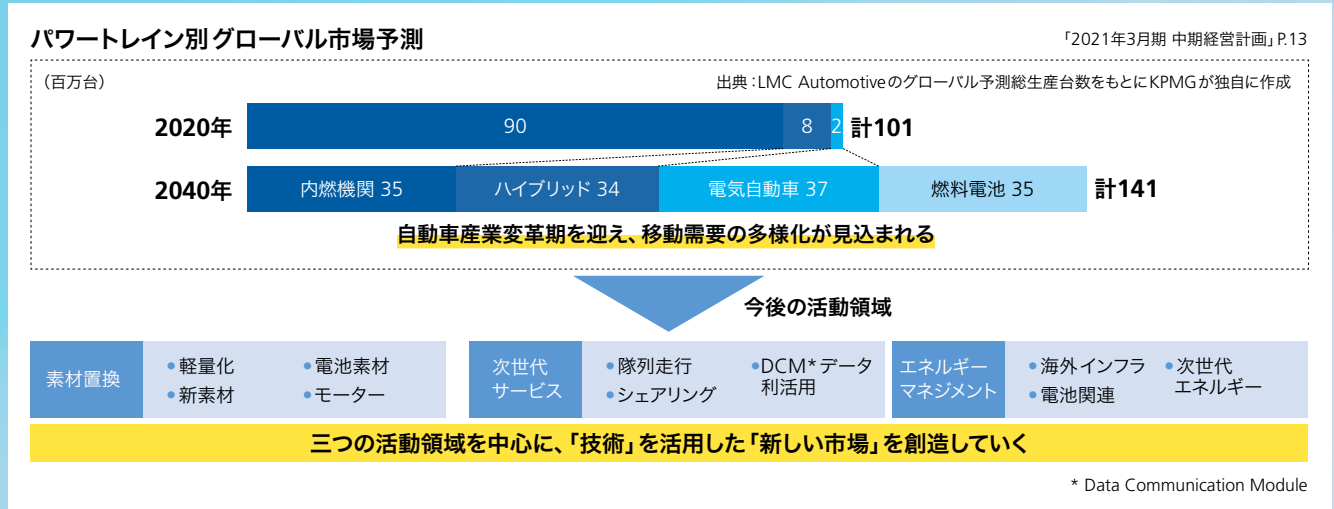 パワートレイン別グローバル市場予測
「2021年3月期 中期経営計画」P.13
（百万台）
出典：LMC Automotiveのグローバル予測総生産台数をもとにKPMGが独自に作成
2020年 90 8 2 計101
2040年 内燃機関 35 ハイブリッド 34 電気自動車 37 燃料電池 35 計141
自動車産業変革期を迎え、移動需要の多様化が見込まれる
今後の活動領域
素材置換
•軽量化 •電池素材
•新素材 •モーター
次世代
サービス
•隊列走行
•シェアリング
•DCM*データ
利活用
エネルギー
マネジメント
•海外インフラ
•電池関連
•次世代
エネルギー
三つの活動領域を中心に、「技術」を活用した「新しい市場」を創造していく
* Data Communication Module